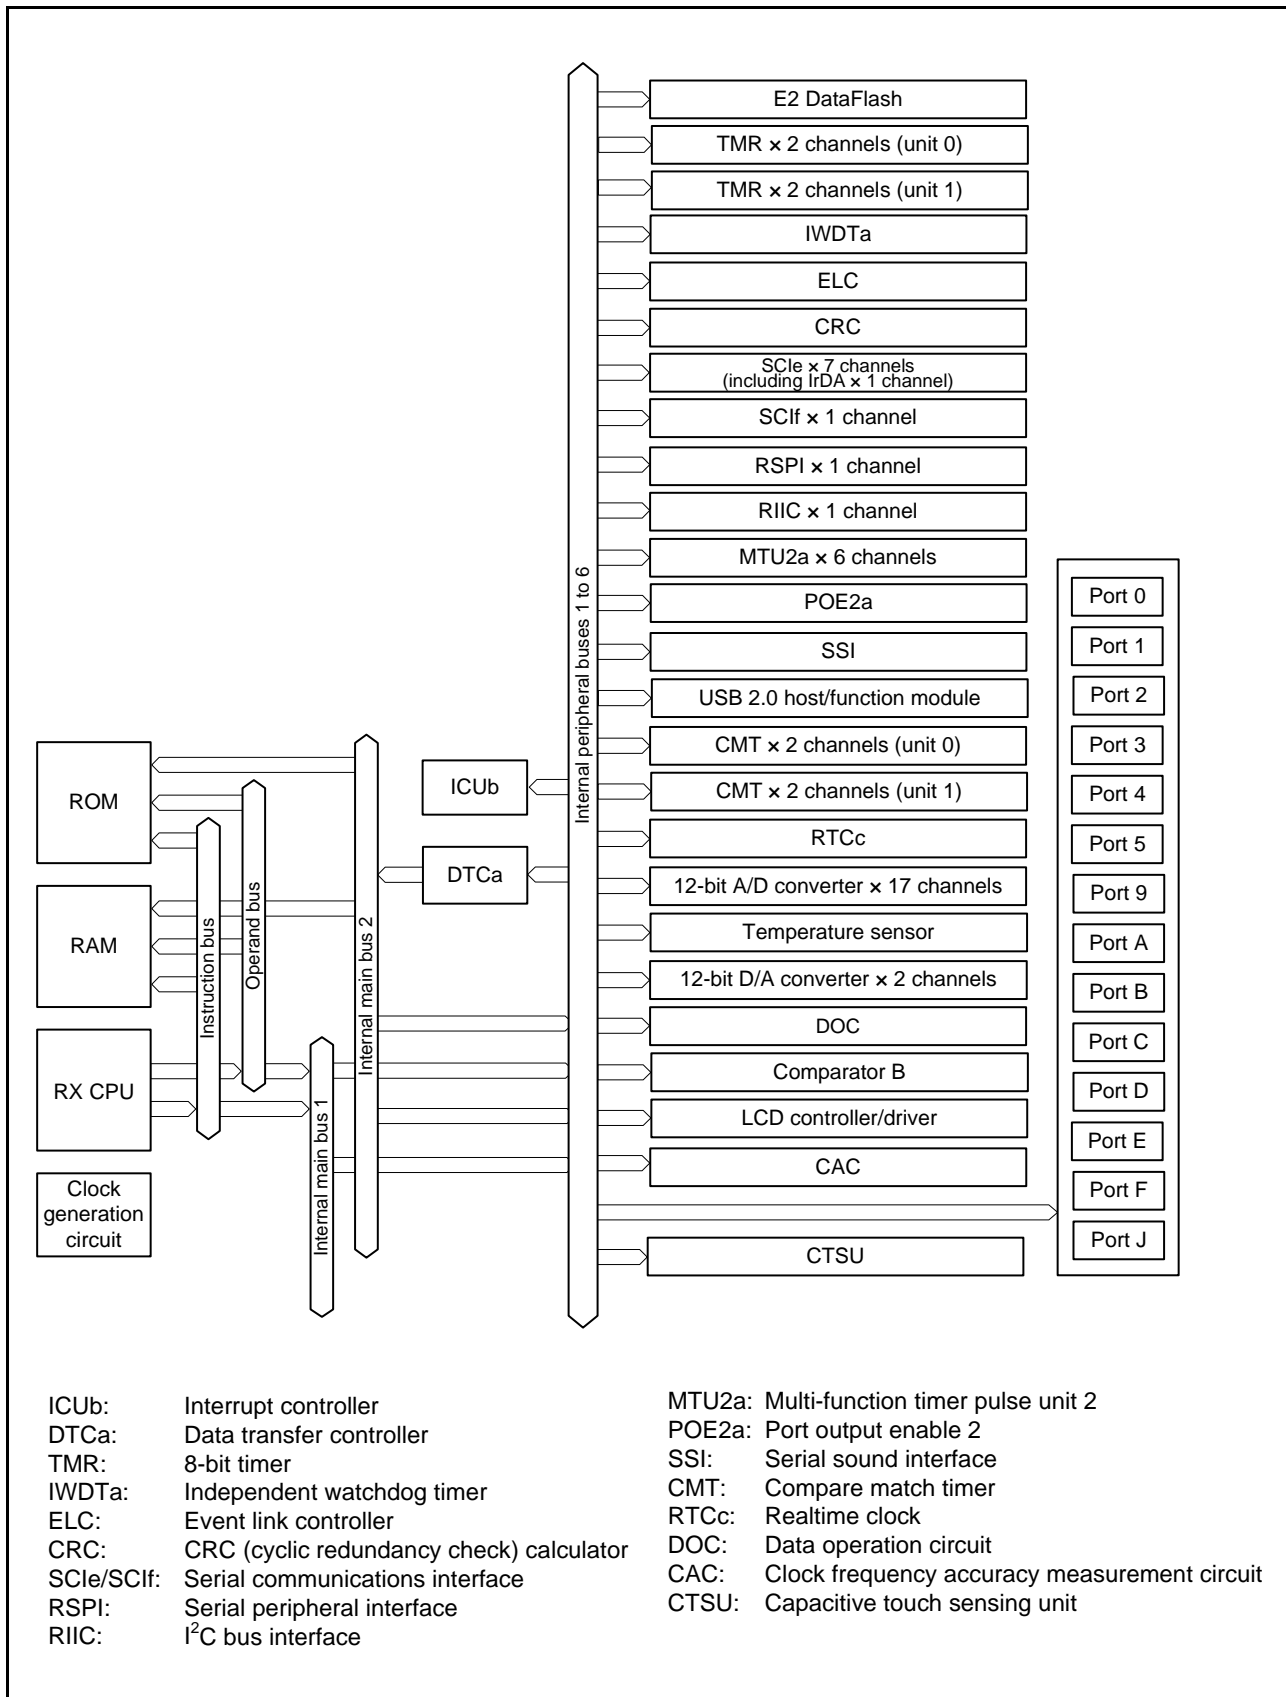 E2 DataFlash
TMR × 2 channels (unit 0)
TMR × 2 channels (unit 1)
IWDTa
ELC
CRC
SCIe × 7 channels
(including IrDA × 1 channel)
SCIf × 1 channel
RSPI × 1 channel
RIIC × 1 channel
MTU2a × 6 channels
POE2a
SSI
USB 2.0 host/function module
CMT × 2 channels (unit 0)
CMT × 2 channels (unit 1)
RTCc
12-bit A/D converter × 17 channels
Temperature sensor
12-bit D/A converter × 2 channels
DOC
Comparator B
LCD controller/driver
CAC
CTSU
Port 0
Port 1
Port 2
Port 3
Port 4
Port 5
Port 9
Port A
Port B
Port C
Port D
Port E
Port F
Port J
Internal peripheral buses 1 to 6
ICUb
DTCa
Internal main bus 2
Internal main bus 1
Operand bus
Instruction bus
ROM
RAM
RX CPU
Clock
generation
circuit
ICUb: Interrupt controller
DTCa: Data transfer controller
TMR: 8-bit timer
IWDTa: Independent watchdog timer
ELC: Event link controller
CRC: CRC (cyclic redundancy check) calculator
SCIe/SCIf: Serial communications interface
RSPI: Serial peripheral interface
RIIC: I²C bus interface
MTU2a: Multi-function timer pulse unit 2
POE2a: Port output enable 2
SSI: Serial sound interface
CMT: Compare match timer
RTCc: Realtime clock
DOC: Data operation circuit
CAC: Clock frequency accuracy measurement circuit
CTSU: Capacitive touch sensing unit